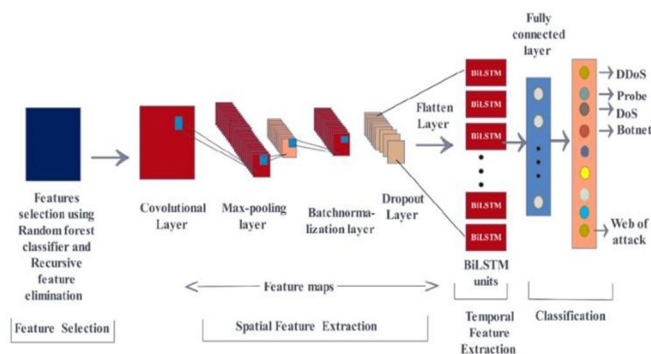 Features
selection using
Random forest
classifier and
Recursive
feature
elimination
Feature Selection
Covolutional
Layer
Max-pooling
layer
Batchnorma-
lization layer
Dropout
Layer
Feature maps
Spatial Feature Extraction
Flatten
Layer
BiLSTM
BiLSTM
BiLSTM
BiLSTM
BiLSTM
BiLSTM
units
Temporal
Feature
Extraction
Fully
connected
layer
DDoS
Probe
DoS
Botnet
Web of
attack
Classification